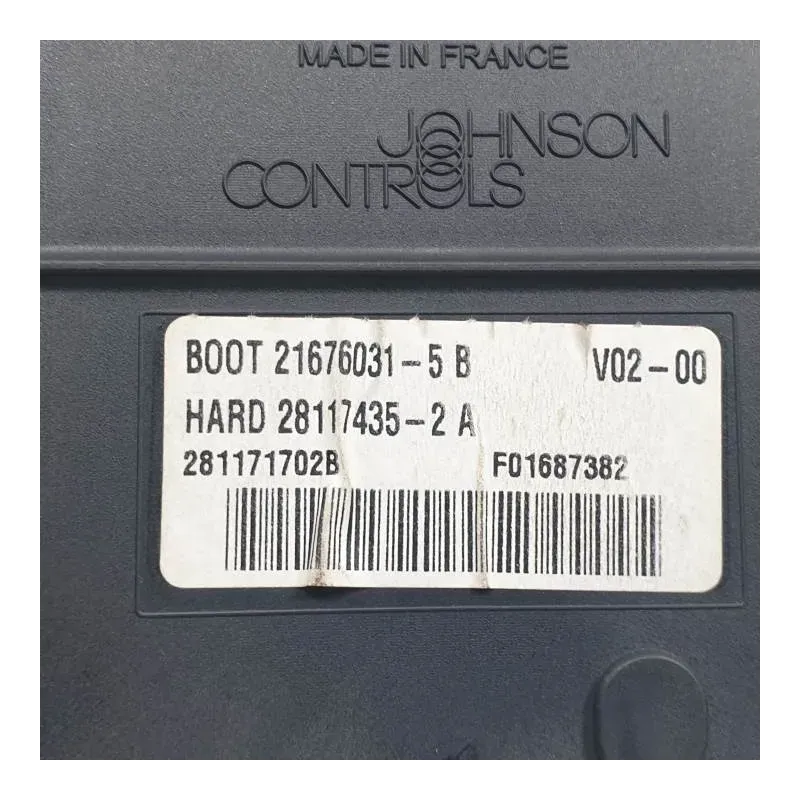 MADE IN FRANCE
JOHNSON
CONTROLS
BOOT 21676031-5 B V02-00
HARD 28117435-2 A
281171702B F01687382